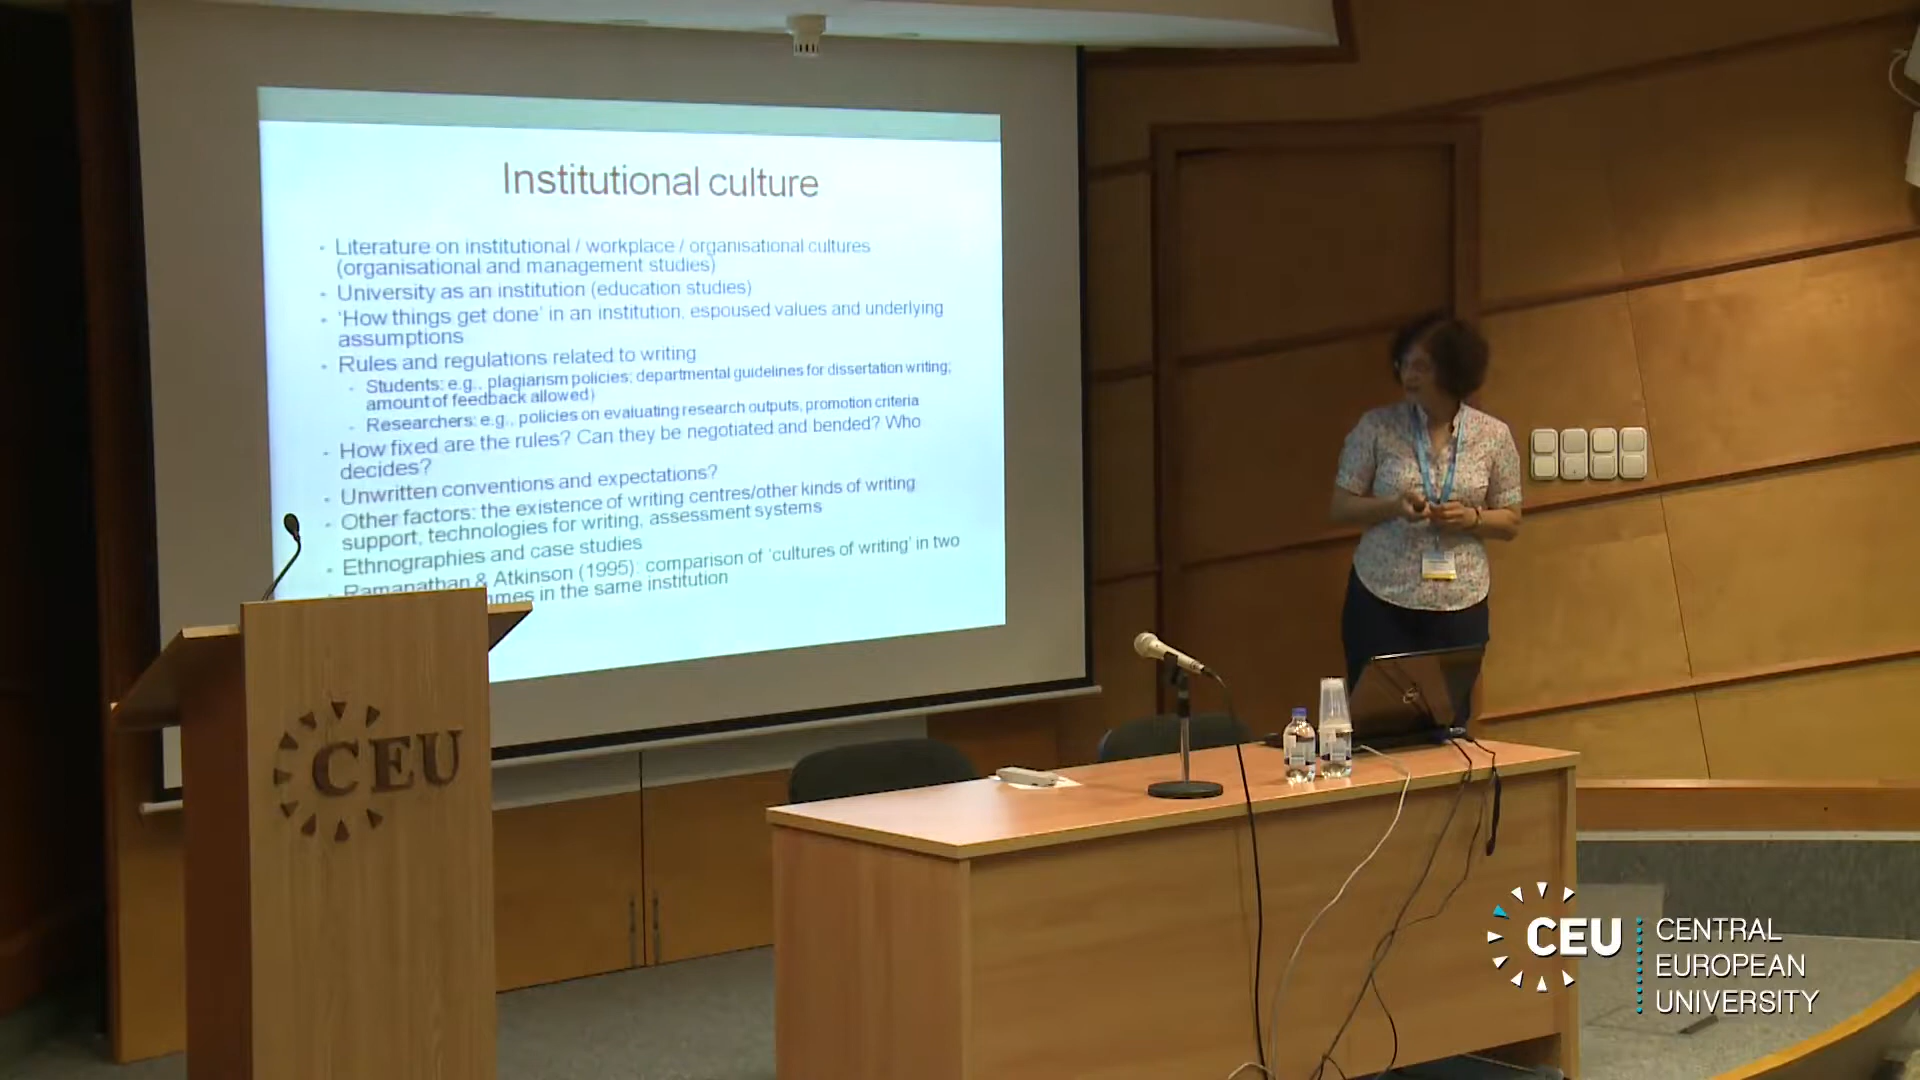 Institutional culture
Literature on institutional / workplace / organisational cultures
(organisational and management studies)
University as an institution (education studies)
'How things get done' in an institution, espoused values and underlying
assumptions
Rules and regulations related to writing
Students: e.g., plagiarism policies; departmental guidelines for dissertation writing;
amount of feedback allowed)
Researchers: e.g., policies on evaluating research outputs, promotion criteria
How fixed are the rules? Can they be negotiated and bended? Who
decides?
Unwritten conventions and expectations?
Other factors: the existence of writing centres/other kinds of writing
support, technologies for writing, assessment systems
Ethnographies and case studies
Ramanathan & Atkinson (1995): comparison of 'cultures of writing' in two
mes in the same institution
CEU
CEU
CENTRAL
EUROPEAN
UNIVERSITY